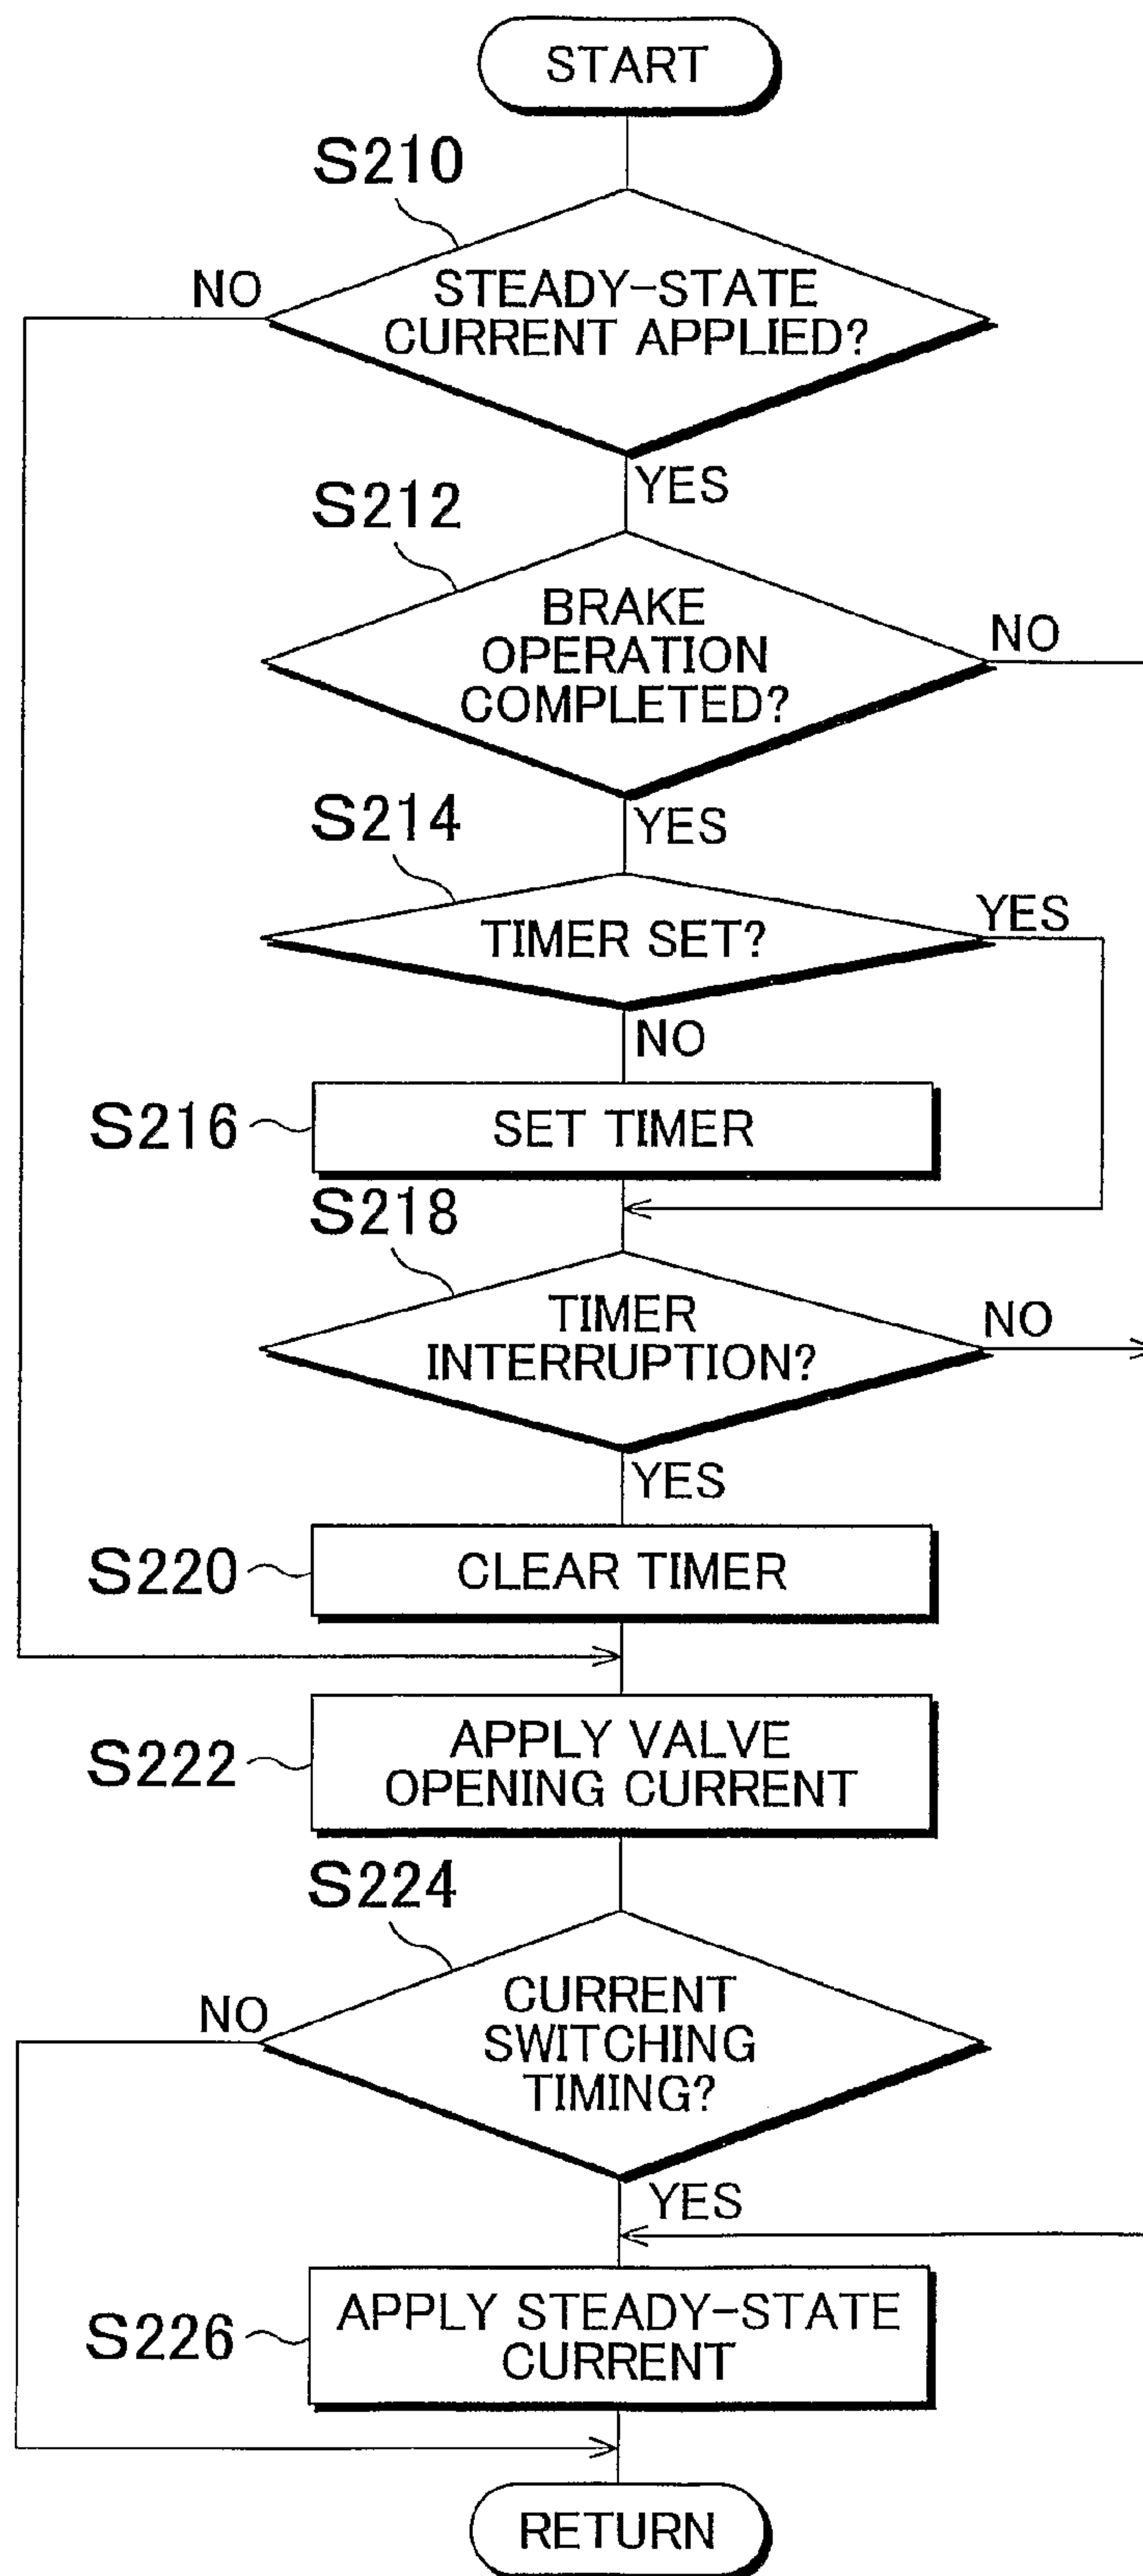 START
S210
NO
STEADY-STATE
CURRENT APPLIED?
YES
S212
BRAKE
OPERATION
COMPLETED?
NO
YES
S214
TIMER SET?
YES
NO
S216
SET TIMER
S218
TIMER
INTERRUPTION?
NO
YES
S220
CLEAR TIMER
S222
APPLY VALVE
OPENING CURRENT
S224
NO
CURRENT
SWITCHING
TIMING?
YES
S226
APPLY STEADY-STATE
CURRENT
RETURN